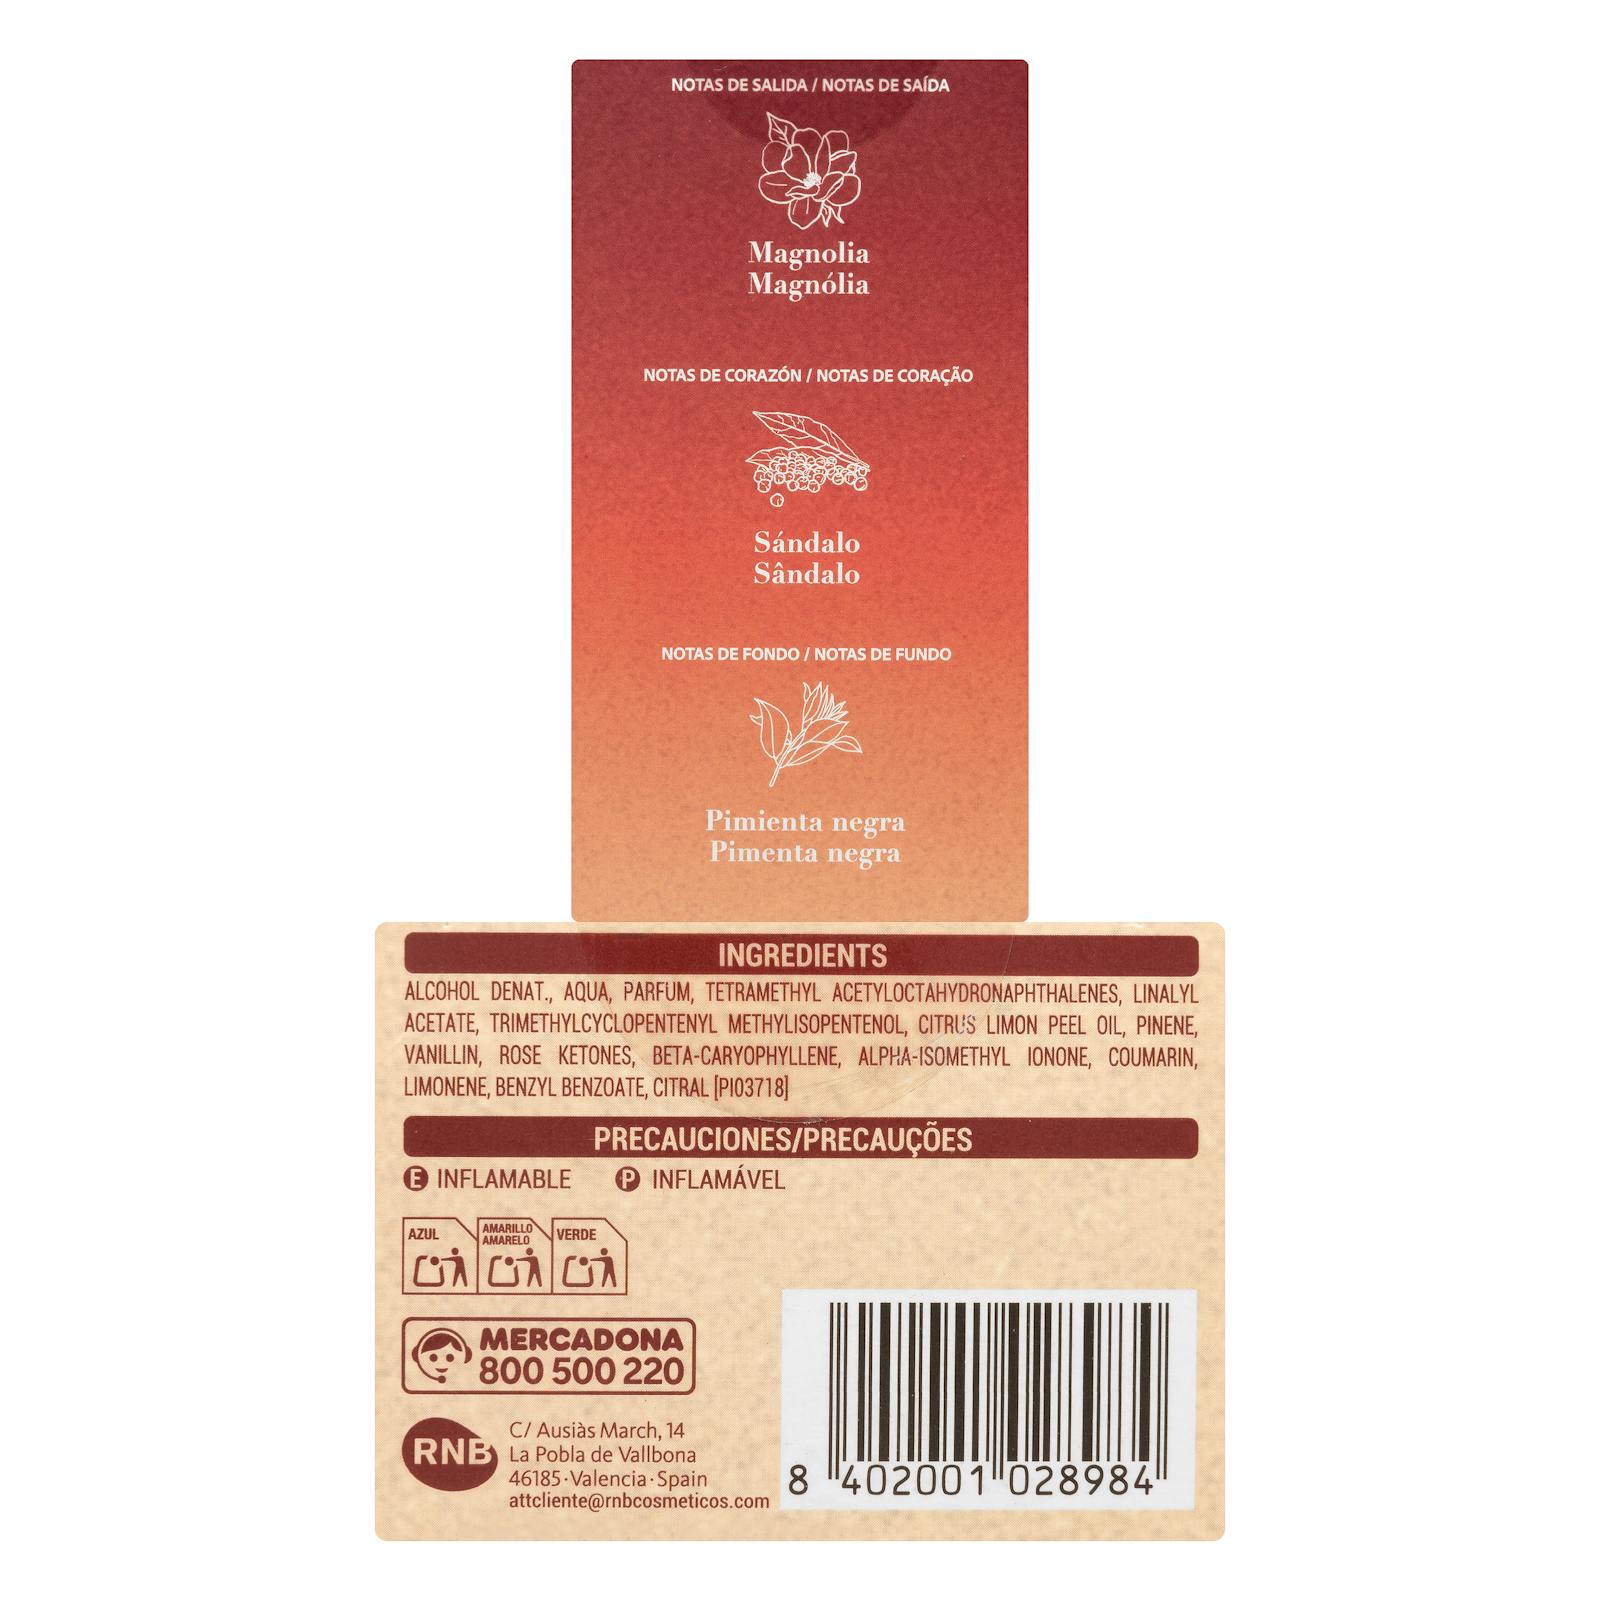 NOTAS DE SALIDA / NOTAS DE SAÍDA
Magnolia
Magnólia
NOTAS DE CORAZÓN / NOTAS DE CORAÇÃO
Sándalo
Sândalo
NOTAS DE FONDO / NOTAS DE FUNDO
Pimienta negra
Pimenta negra
INGREDIENTS
ALCOHOL DENAT., AQUA, PARFUM, TETRAMETHYL ACETYLOCTAHYDRONAPHTHALENES, LINALYL
ACETATE, TRIMETHYLCYCLOPENTENYL METHYLISOPENTENOL, CITRUS LIMON PEEL OIL, PINENE,
VANILLIN, ROSE KETONES, BETA-CARYOPHYLLENE, ALPHA-ISOMETHYL IONONE, COUMARIN,
LIMONENE, BENZYL BENZOATE, CITRAL [PI03718]
PRECAUCIONES/PRECAUÇÕES
E INFLAMABLE P INFLAMÁVEL
AZUL
AMARILLO
AMARELO
VERDE
MERCADONA
800 500 220
RNB
C/ Ausiàs March, 14
La Pobla de Vallbona
46185·Valencia·Spain
attcliente@rnbcosmeticos.com
8 402001 028984